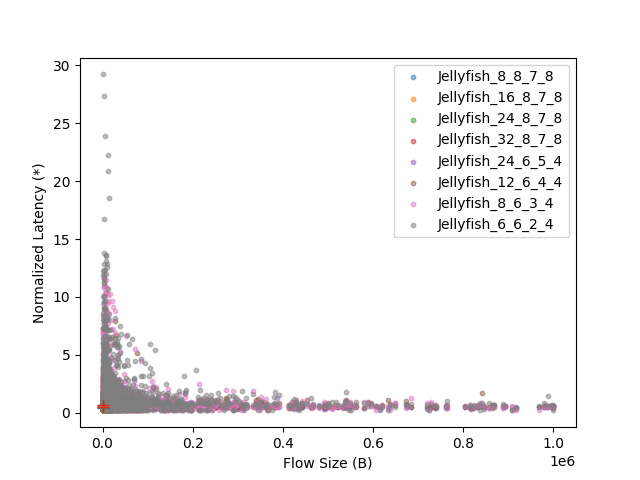 30
25
20
15
10
5
0
Normalized Latency (*)
Jellyfish_8_8_7_8
Jellyfish_16_8_7_8
Jellyfish_24_8_7_8
Jellyfish_32_8_7_8
Jellyfish_24_6_5_4
Jellyfish_12_6_4_4
Jellyfish_8_6_3_4
Jellyfish_6_6_2_4
0.0 0.2 0.4 0.6 0.8 1.0
1e6
Flow Size (B)